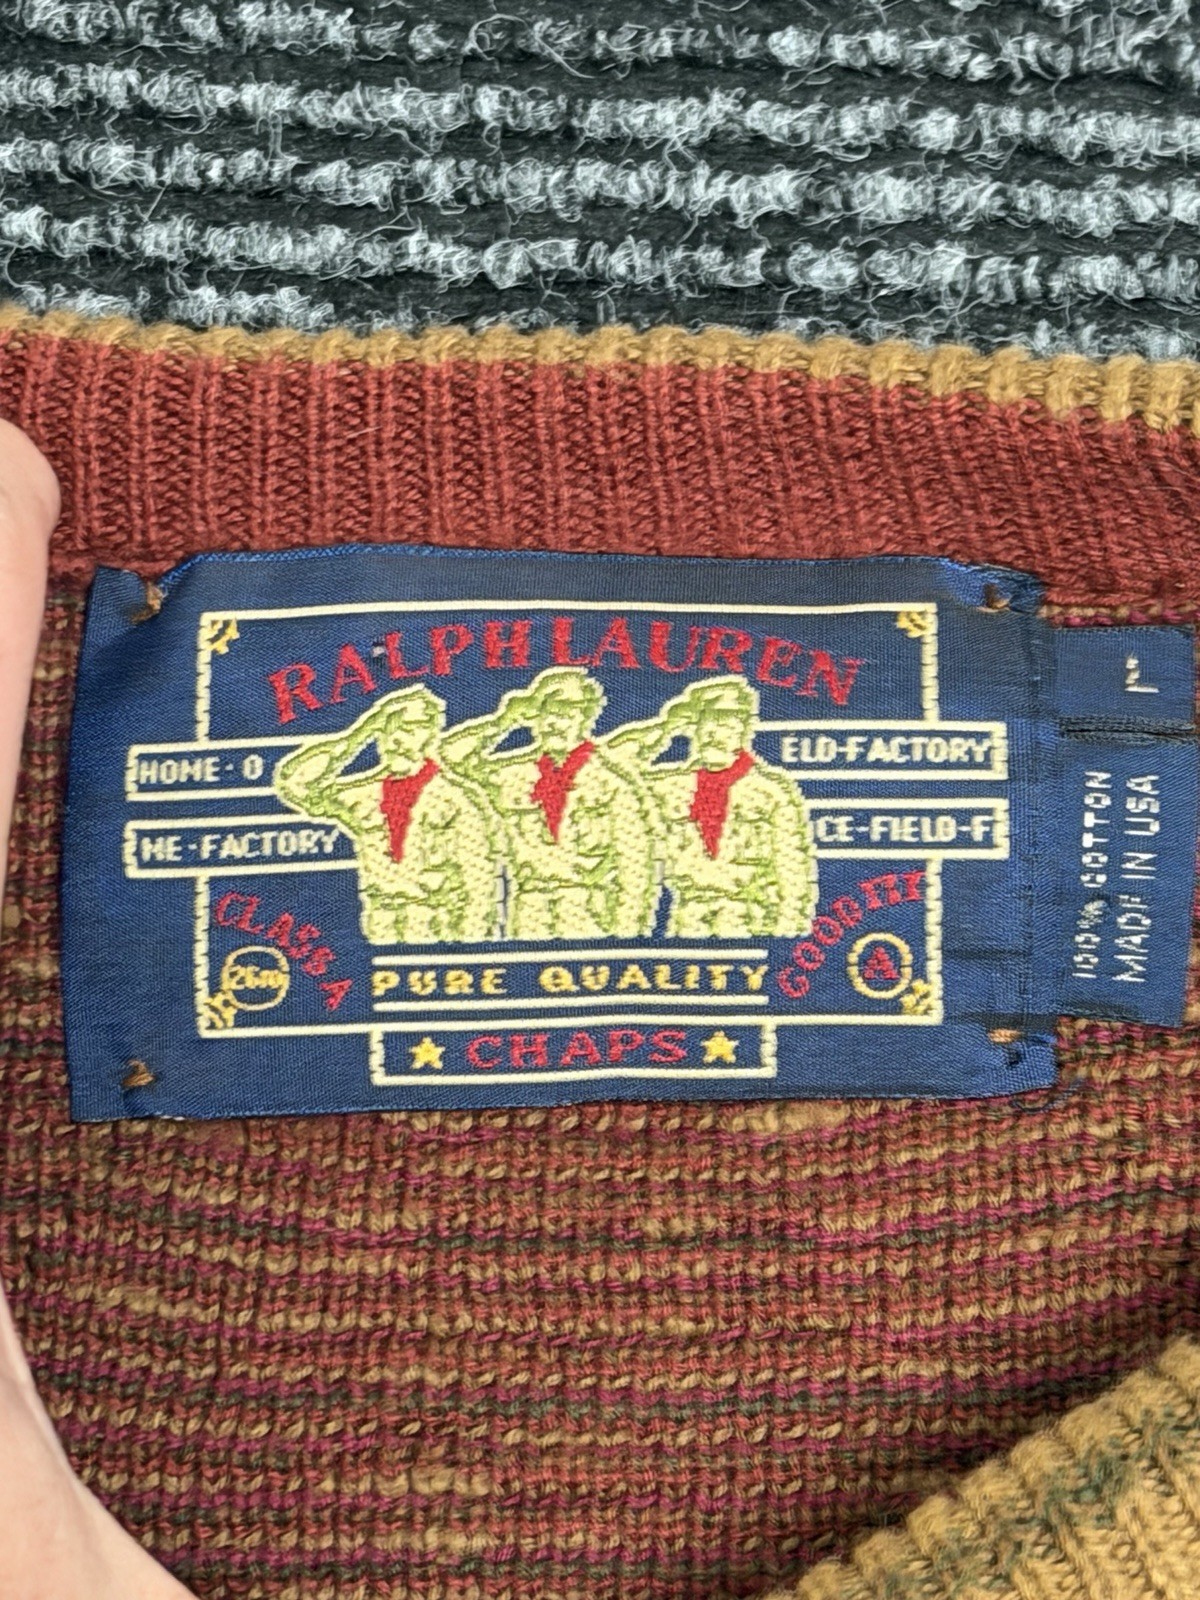 RALPH LAUREN
HOME-O
ELD-FACTORY
ME-FACTORY
CE-FIELD-F
CLASS A
GOOD FIT
A
PURE QUALITY
★ CHAPS ★
L
100% COTTON
MADE IN USA